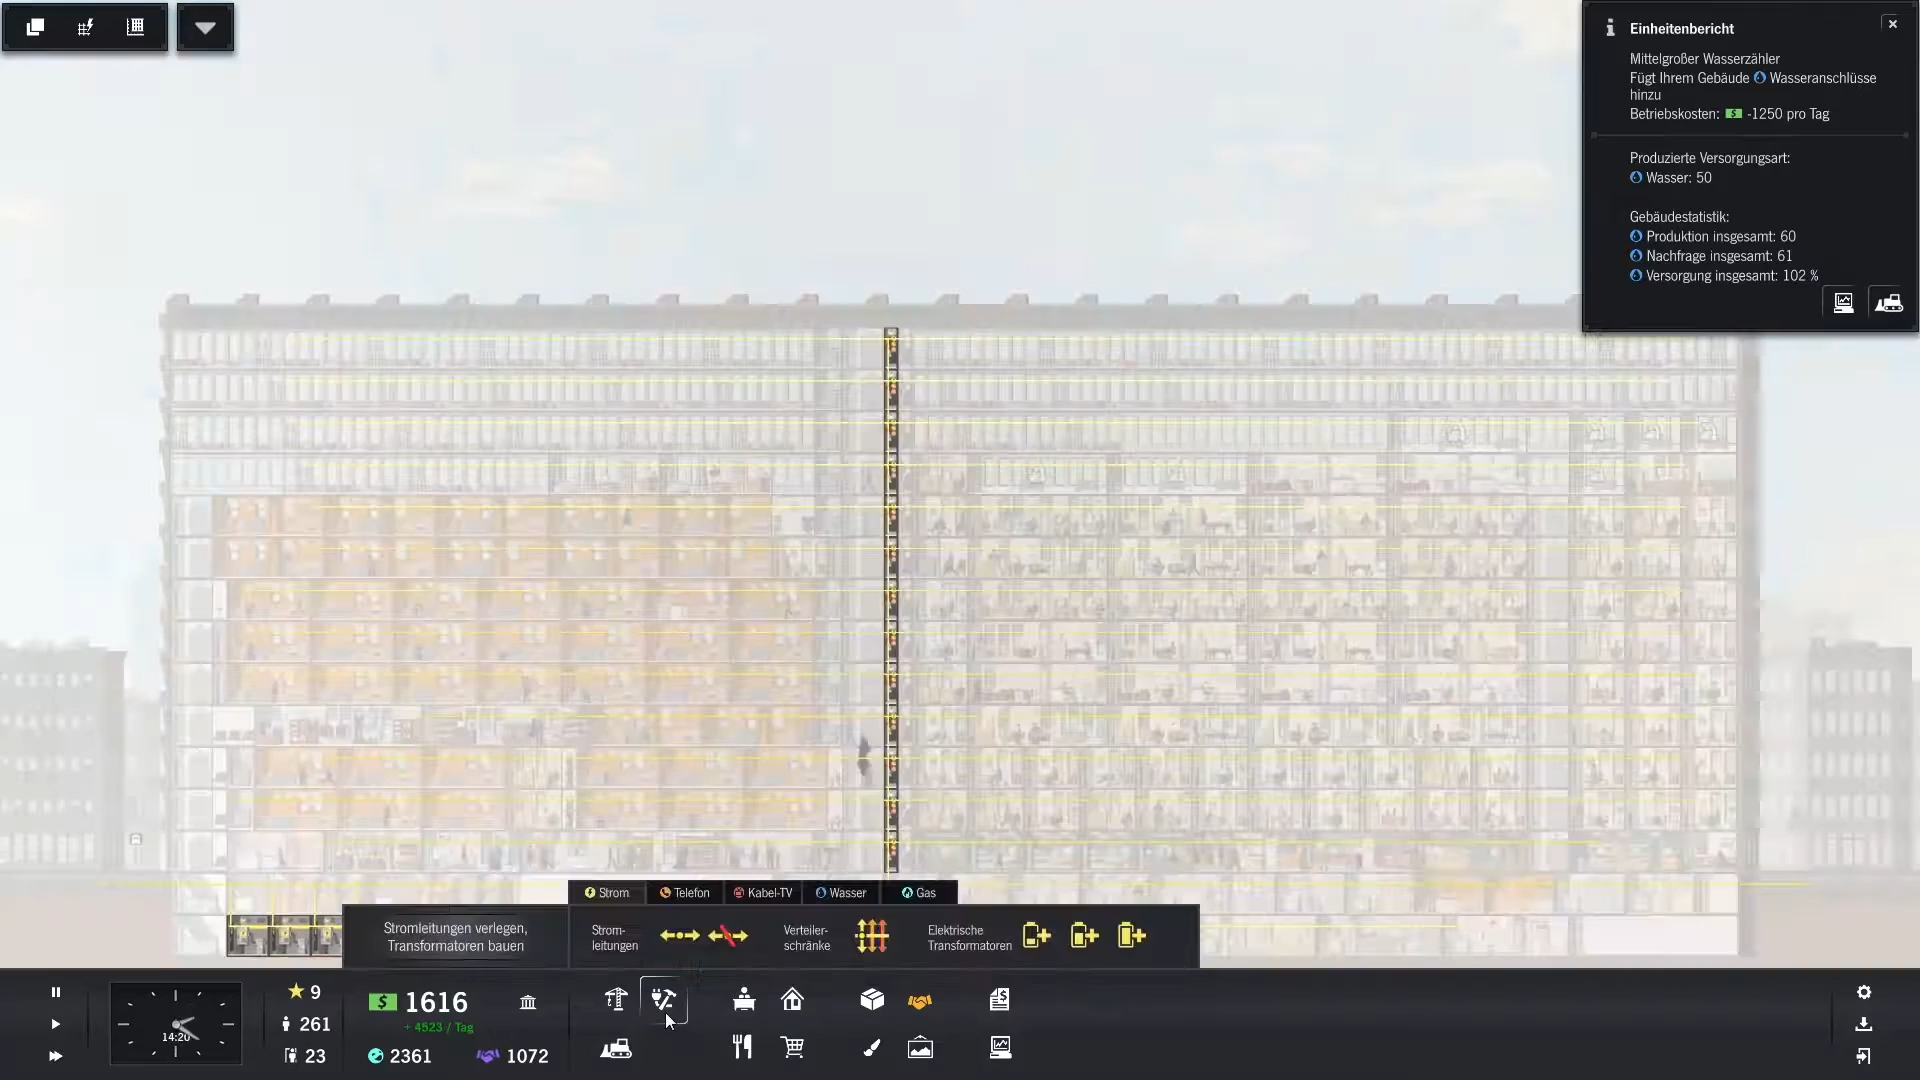 Einheitenbericht
Mittelgroßer Wasserzähler
Fügt Ihrem Gebäude Wasseranschlüsse
hinzu
Betriebskosten: $ -1250 pro Tag
Produzierte Versorgungsart:
Wasser: 50
Gebäudestatistik:
Produktion insgesamt: 60
Nachfrage insgesamt: 61
Versorgung insgesamt: 102 %
Strom
Telefon
Kabel-TV
Wasser
Gas
Stromleitungen verlegen,
Transformatoren bauen
Strom-
leitungen
Verteiler-
schränke
Elektrische
Transformatoren
14:20
9
261
23
$ 1616
+ 4523 / Tag
2361
1072